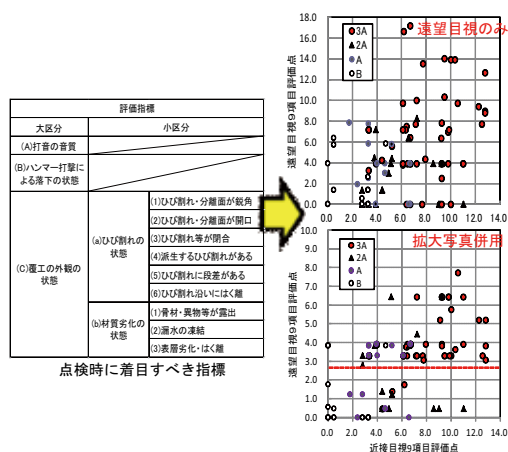 評価指標
大区分 小区分
(A)打音の音質
(B)ハンマー打撃に
よる落下の状態
(C)覆工の外観の
状態
(a)ひび割れの
状態
(1)ひび割れ・分離面が鋭角
(2)ひび割れ・分離面が開口
(3)ひび割れ等が閉合
(4)派生するひび割れがある
(5)ひび割れに段差がある
(6)ひび割れ沿いにはく離
(b)材質劣化の
状態
(1)骨材・異物等が露出
(2)漏水の凍結
(3)表層劣化・はく離
点検時に着目すべき指標
遠望目視のみ
3A
2A
A
B
遠望目視9項目評価点
18.0
16.0
14.0
12.0
10.0
8.0
6.0
4.0
2.0
0.0
0.0 2.0 4.0 6.0 8.0 10.0 12.0 14.0
拡大写真併用
3A
2A
A
B
遠望目視9項目評価点
10.0
9.0
8.0
7.0
6.0
5.0
4.0
3.0
2.0
1.0
0.0
0.0 2.0 4.0 6.0 8.0 10.0 12.0 14.0
近接目視9項目評価点